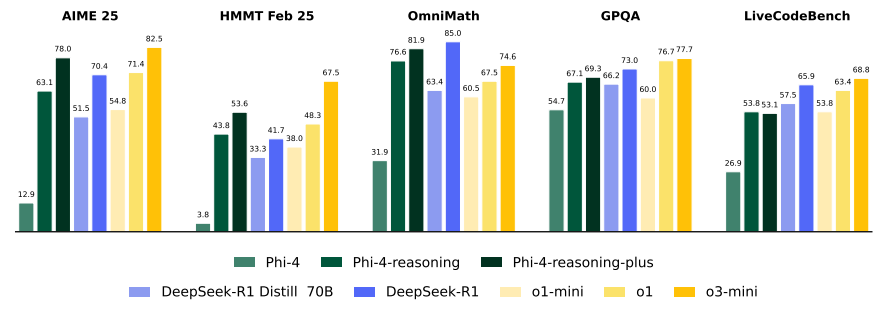 AIME 25 HMMT Feb 25 OmniMath GPQA LiveCodeBench
12.9 63.1 78.0 51.5 70.4 54.8 71.4 82.5
3.8 43.8 53.6 33.3 41.7 38.0 48.3 67.5
31.9 76.6 81.9 63.4 85.0 60.5 67.5 74.6
54.7 67.1 69.3 66.2 73.0 60.0 76.7 77.7
26.9 53.8 53.1 57.5 65.9 53.8 63.4 68.8
Phi-4 Phi-4-reasoning Phi-4-reasoning-plus
DeepSeek-R1 Distill 70B DeepSeek-R1 o1-mini o1 o3-mini